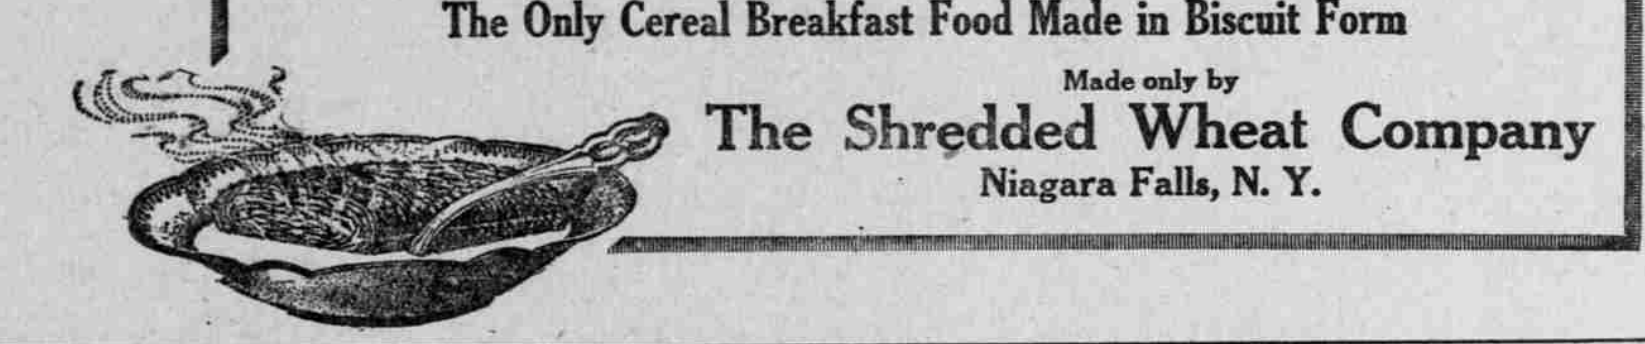 The Only Cereal Breakfast Food Made in Biscuit Form
Made only by
The Shredded Wheat Company
Niagara Falls, N. Y.